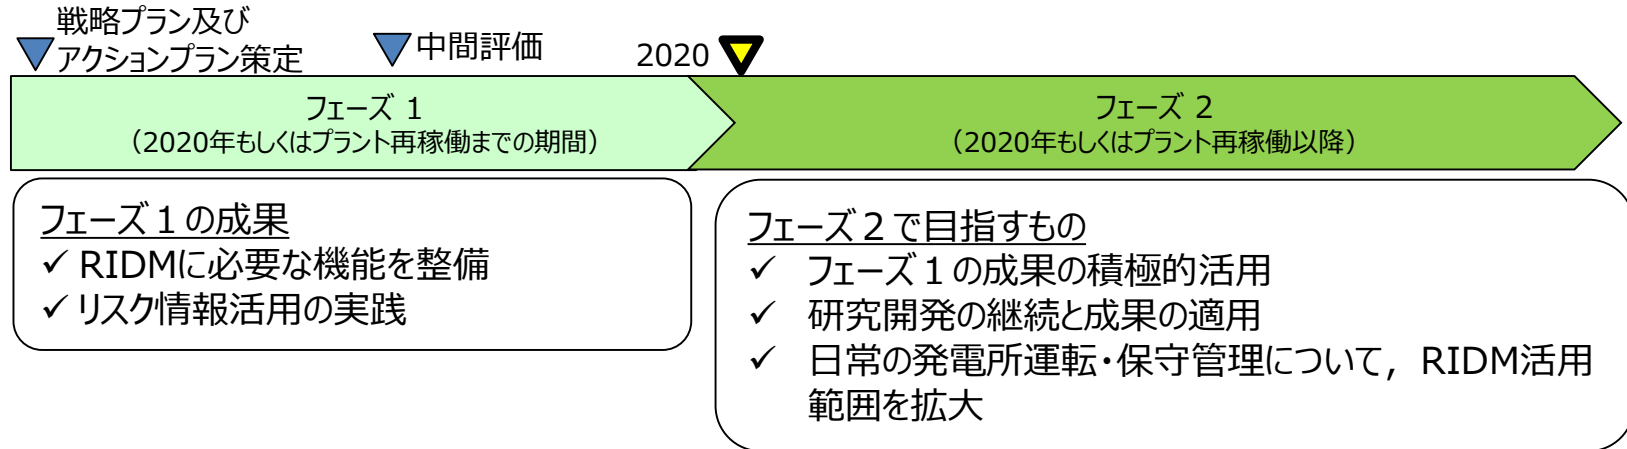 戦略プラン及び
アクションプラン策定
中間評価
2020
フェーズ 1
（2020年もしくはプラント再稼働までの期間）
フェーズ 2
（2020年もしくはプラント再稼働以降）
フェーズ１の成果
✓ RIDMに必要な機能を整備
✓ リスク情報活用の実践
フェーズ２で目指すもの
✓ フェーズ１の成果の積極的活用
✓ 研究開発の継続と成果の適用
✓ 日常の発電所運転・保守管理について，RIDM活用
範囲を拡大